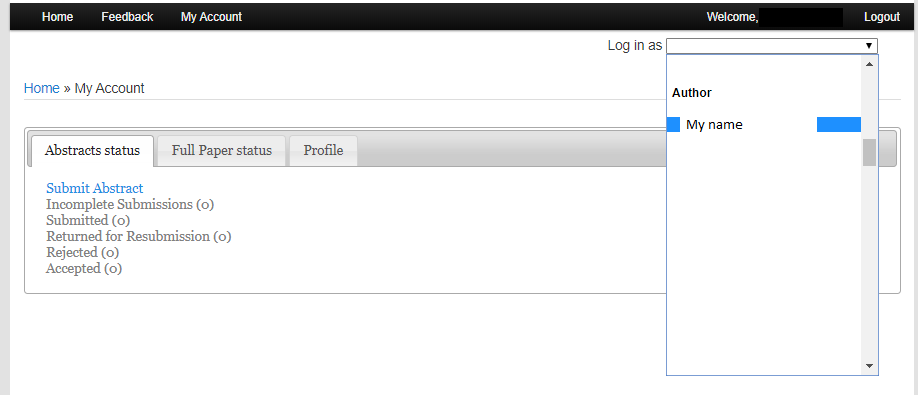 Home Feedback My Account Welcome, Logout
Log in as
Home » My Account
Author
My name
Abstracts status Full Paper status Profile
Submit Abstract
Incomplete Submissions (0)
Submitted (0)
Returned for Resubmission (0)
Rejected (0)
Accepted (0)